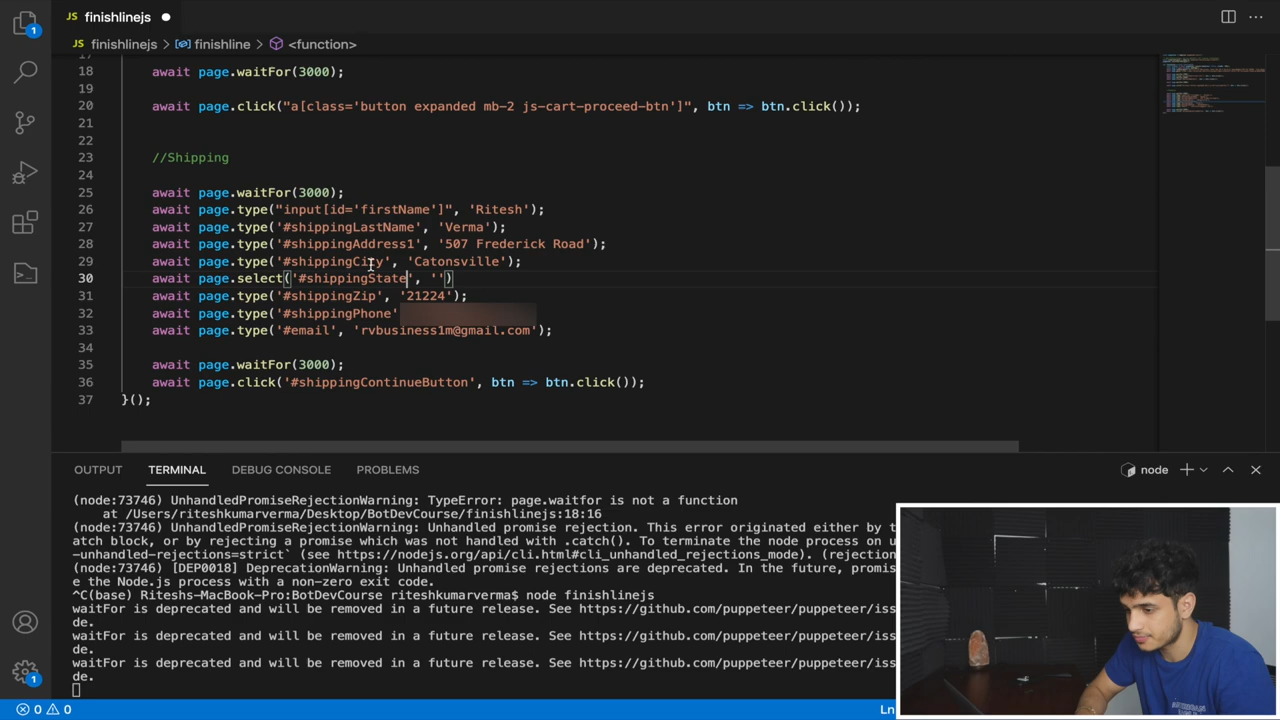 1
JS finishlinejs
JS finishlinejs > finishline > <function>
18 await page.waitFor(3000);
19
20 await page.click("a[class='button expanded mb-2 js-cart-proceed-btn']", btn => btn.click());
21
22
23 //Shipping
24
25 await page.waitFor(3000);
26 await page.type("input[id='firstName']", 'Ritesh');
27 await page.type('#shippingLastName', 'Verma');
28 await page.type('#shippingAddress1', '507 Frederick Road');
29 await page.type('#shippingCity', 'Catonsville');
30 await page.select('#shippingState', '')
31 await page.type('#shippingZip', '21224');
32 await page.type('#shippingPhone'
33 await page.type('#email', 'rvbusiness1m@gmail.com');
34
35 await page.waitFor(3000);
36 await page.click('#shippingContinueButton', btn => btn.click());
37 }();
OUTPUT TERMINAL DEBUG CONSOLE PROBLEMS node
(node:73746) UnhandledPromiseRejectionWarning: TypeError: page.waitfor is not a function
at /Users/riteshkumarverma/Desktop/BotDevCourse/finishlinejs:18:16
(node:73746) UnhandledPromiseRejectionWarning: Unhandled promise rejection. This error originated either by t
atch block, or by rejecting a promise which was not handled with .catch(). To terminate the node process on u
-unhandled-rejections=strict` (see https://nodejs.org/api/cli.html#cli_unhandled_rejections_mode). (rejection
(node:73746) [DEP0018] DeprecationWarning: Unhandled promise rejections are deprecated. In the future, promis
e the Node.js process with a non-zero exit code.
^C(base) Riteshs-MacBook-Pro:BotDevCourse riteshkumarverma$ node finishlinejs
waitFor is deprecated and will be removed in a future release. See https://github.com/puppeteer/puppeteer/iss
de.
waitFor is deprecated and will be removed in a future release. See https://github.com/puppeteer/puppeteer/iss
de.
waitFor is deprecated and will be removed in a future release. See https://github.com/puppeteer/puppeteer/iss
de.
1
0 0
Ln